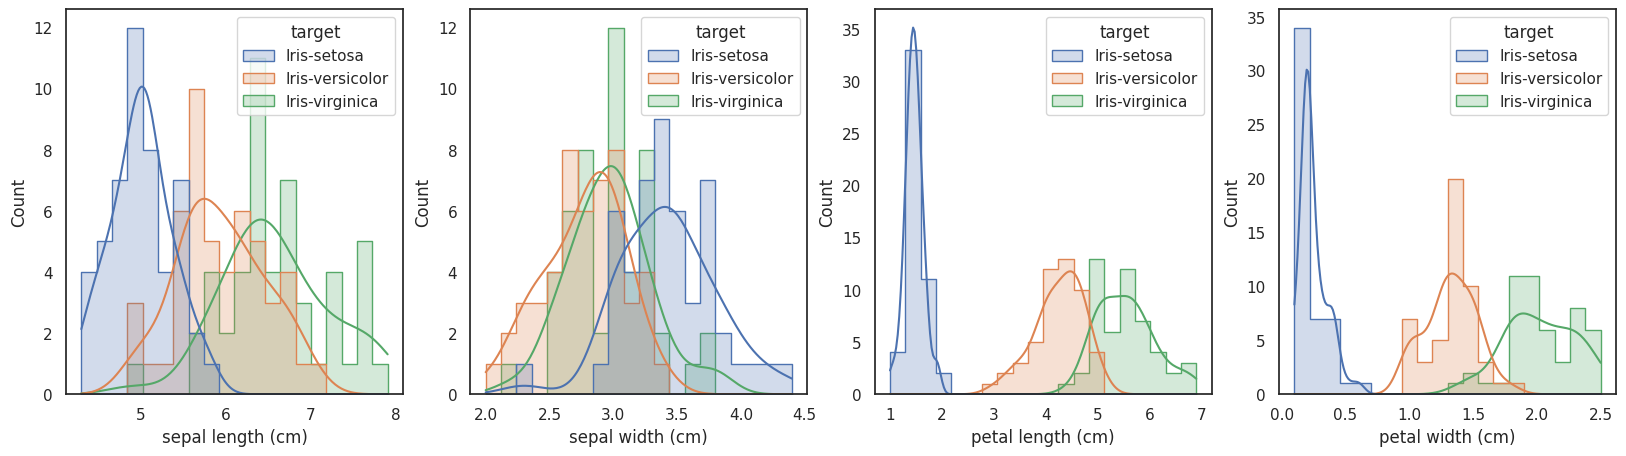 target
Iris-setosa
Iris-versicolor
Iris-virginica
12
10
8
6
4
2
0
Count
5 6 7 8
sepal length (cm)
target
Iris-setosa
Iris-versicolor
Iris-virginica
12
10
8
6
4
2
0
Count
2.0 2.5 3.0 3.5 4.0 4.5
sepal width (cm)
target
Iris-setosa
Iris-versicolor
Iris-virginica
35
30
25
20
15
10
5
0
Count
1 2 3 4 5 6 7
petal length (cm)
target
Iris-setosa
Iris-versicolor
Iris-virginica
35
30
25
20
15
10
5
0
Count
0.0 0.5 1.0 1.5 2.0 2.5
petal width (cm)